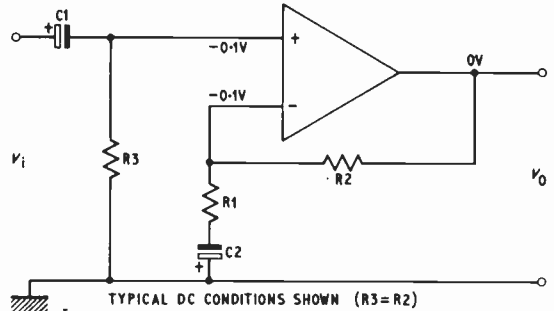 C1
+
-0·1V
+
0V
-0·1V
-
Vi
R3
R2
Vo
R1
C2
+
TYPICAL DC CONDITIONS SHOWN (R3=R2)